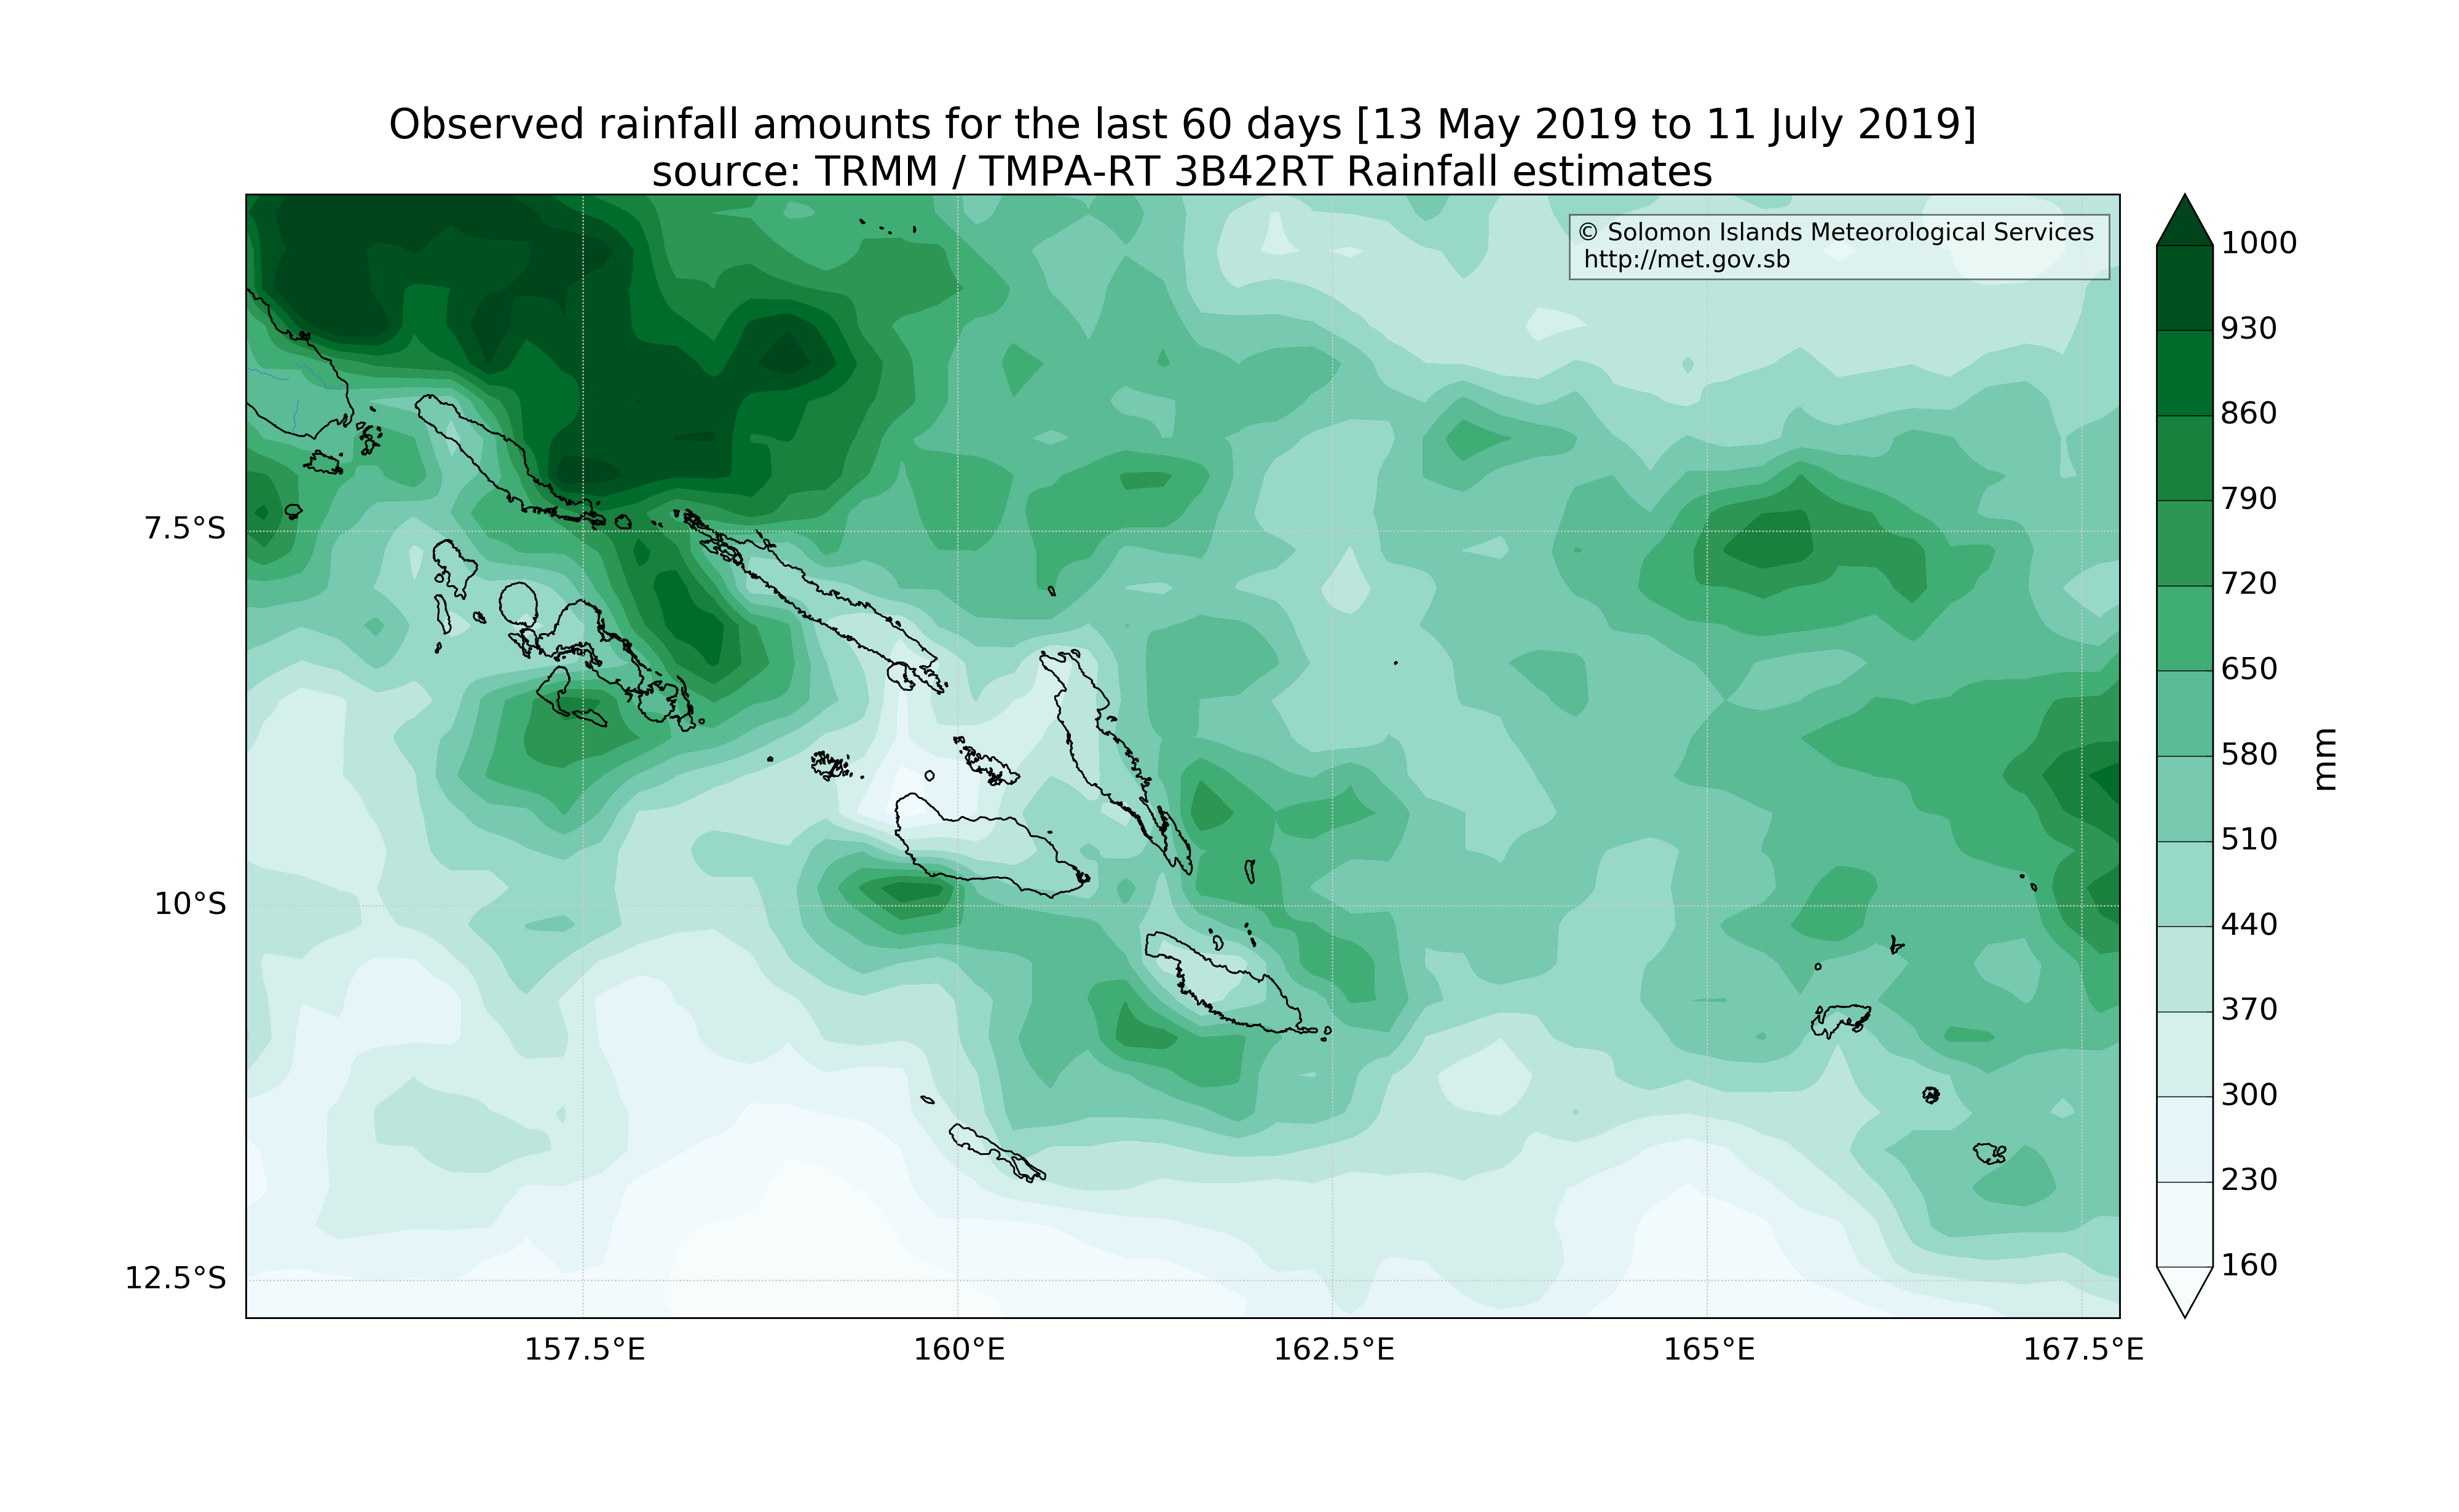 Observed rainfall amounts for the last 60 days [13 May 2019 to 11 July 2019]
source: TRMM / TMPA-RT 3B42RT Rainfall estimates
© Solomon Islands Meteorological Services
http://met.gov.sb
7.5°S
10°S
12.5°S
157.5°E
160°E
162.5°E
165°E
167.5°E
1000
930
860
790
720
650
580
510
440
370
300
230
160
mm